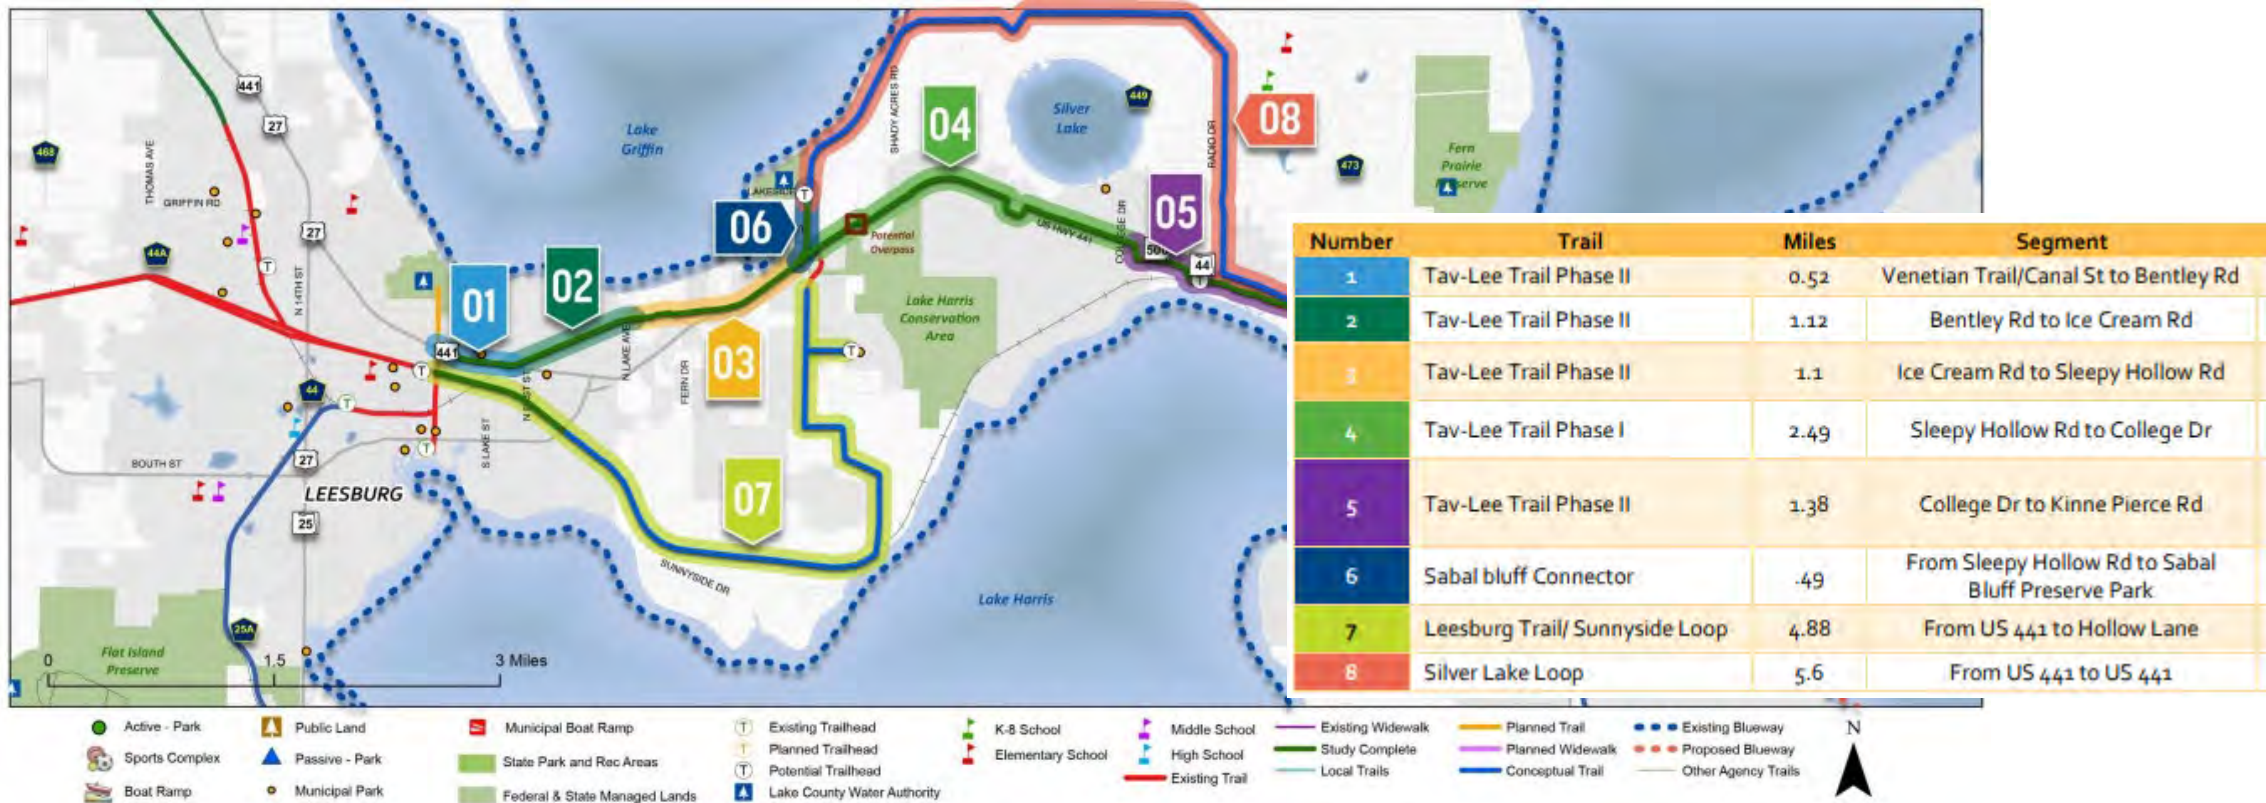 441
27
468
THOMAS AVE
GRIFFIN RD
44A
27
N 14TH ST
44
27
SOUTH ST
LEESBURG
25
25A
Flat Island
Preserve
0 1.5 3 Miles
Lake
Griffin
441
01
02
N LAKE AVE
FERN DR
03
S LAKE ST
07
SUNNYSIDE DR
06
LAKESIDE
SHADY ACRES RD
04
Potential
Overpass
Lake Harris
Conservation
Area
Lake Harris
Silver
Lake
449
US HWY 441
COLLEGE DR
05
44
RADIO DR
08
473
Fern
Prairie
Preserve
Number Trail Miles Segment
1 Tav-Lee Trail Phase II 0.52 Venetian Trail/Canal St to Bentley Rd
2 Tav-Lee Trail Phase II 1.12 Bentley Rd to Ice Cream Rd
3 Tav-Lee Trail Phase II 1.1 Ice Cream Rd to Sleepy Hollow Rd
4 Tav-Lee Trail Phase I 2.49 Sleepy Hollow Rd to College Dr
5 Tav-Lee Trail Phase II 1.38 College Dr to Kinne Pierce Rd
6 Sabal bluff Connector .49 From Sleepy Hollow Rd to Sabal
Bluff Preserve Park
7 Leesburg Trail/ Sunnyside Loop 4.88 From US 441 to Hollow Lane
8 Silver Lake Loop 5.6 From US 441 to US 441
Active - Park
Sports Complex
Boat Ramp
Public Land
Passive - Park
Municipal Park
Municipal Boat Ramp
State Park and Rec Areas
Federal & State Managed Lands
T Existing Trailhead
T Planned Trailhead
T Potential Trailhead
Lake County Water Authority
K-8 School
Elementary School
Middle School
High School
Existing Trail
Existing Widewalk
Study Complete
Local Trails
Planned Trail
Planned Widewalk
Conceptual Trail
Existing Blueway
Proposed Blueway
Other Agency Trails
N